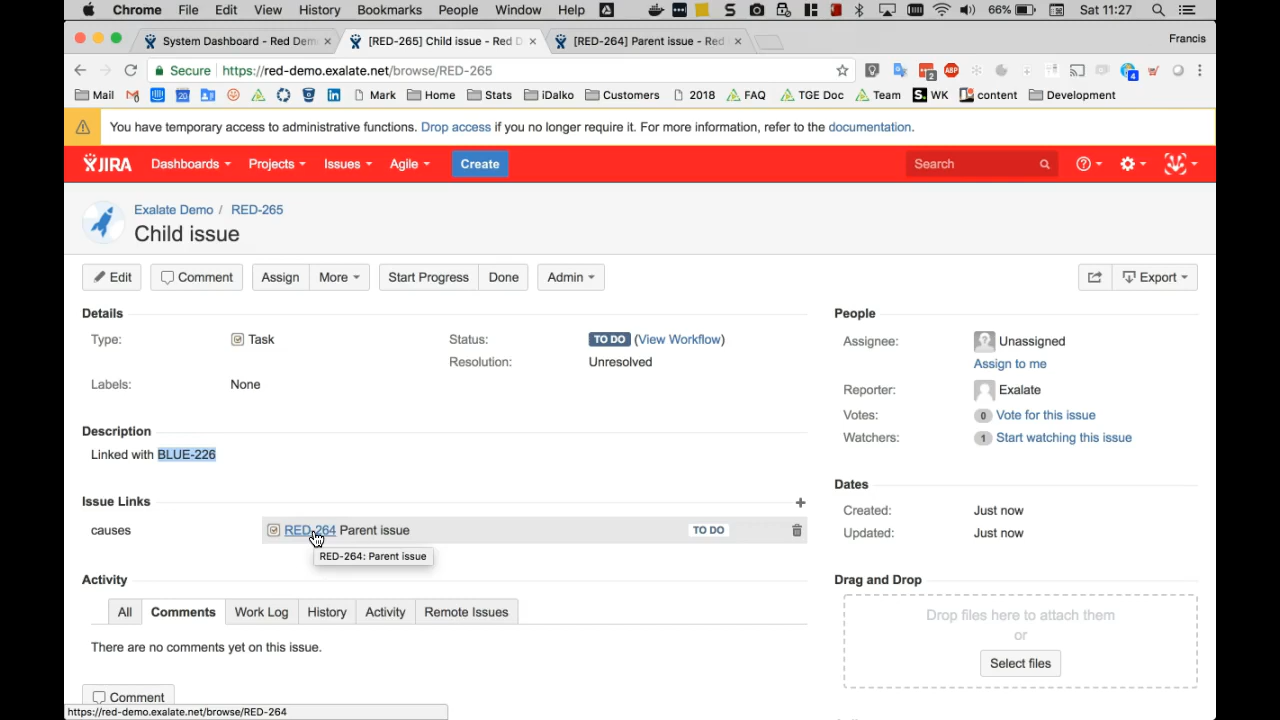 Chrome File Edit View History Bookmarks People Window Help 66% Sat 11:27
System Dashboard - Red Dem × [RED-265] Child issue - Red D × [RED-264] Parent issue - Red × Francis
Secure https://red-demo.exalate.net/browse/RED-265 2 ABP 4
Mail 20 Mark Home Stats iDalko Customers 2018 FAQ TGE Doc Team S. WK content Development
You have temporary access to administrative functions. Drop access if you no longer require it. For more information, refer to the documentation.
JIRA Dashboards Projects Issues Agile Create Search
Exalate Demo / RED-265
Child issue
Edit Comment Assign More Start Progress Done Admin Export
Details
Type: Task
Status: TO DO (View Workflow)
Resolution: Unresolved
Labels: None
Description
Linked with BLUE-226
Issue Links
causes RED-264 Parent issue TO DO
RED-264: Parent issue
Activity
All Comments Work Log History Activity Remote Issues
There are no comments yet on this issue.
Comment
People
Assignee: Unassigned
Assign to me
Reporter: Exalate
Votes: 0 Vote for this issue
Watchers: 1 Start watching this issue
Dates
Created: Just now
Updated: Just now
Drag and Drop
Drop files here to attach them
or
Select files
https://red-demo.exalate.net/browse/RED-264